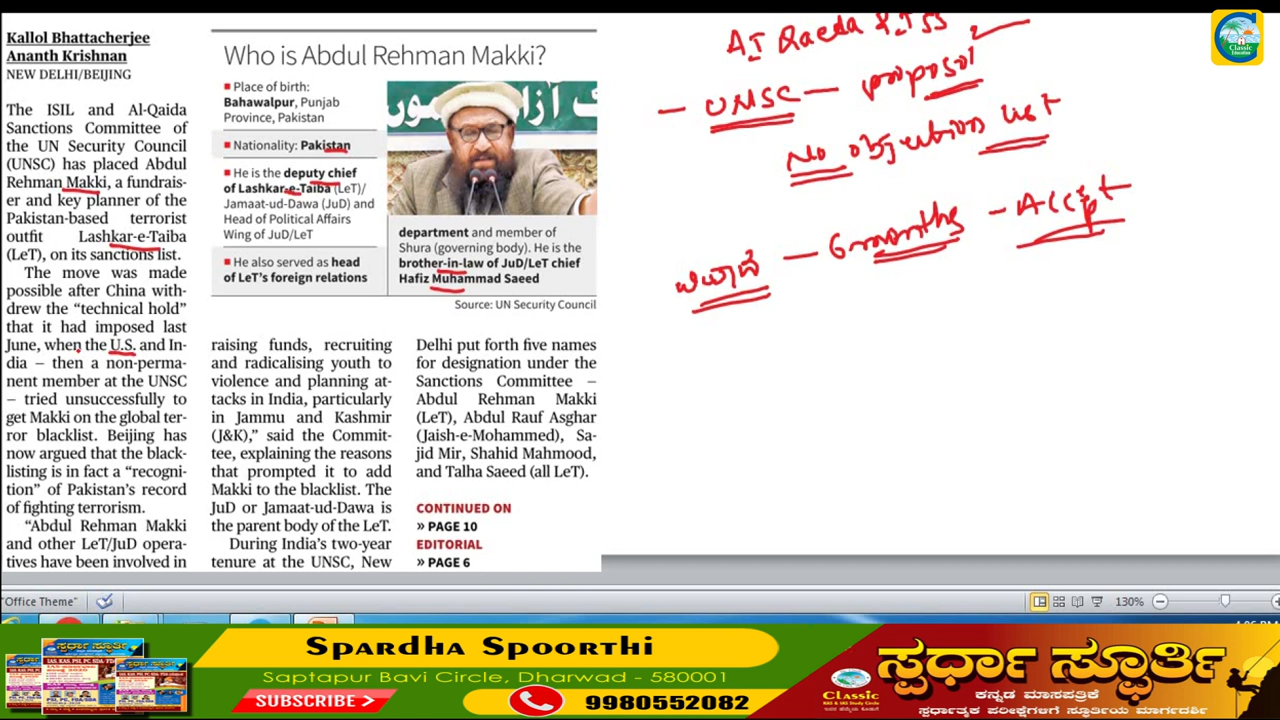 Kallol Bhattacherjee
Ananth Krishnan
NEW DELHI/BEIJING
The ISIL and Al-Qaida
Sanctions Committee of
the UN Security Council
(UNSC) has placed Abdul
Rehman Makki, a fundrais-
er and key planner of the
Pakistan-based terrorist
outfit Lashkar-e-Taiba
(LeT), on its sanctions list.
The move was made
possible after China with-
drew the “technical hold”
that it had imposed last
June, when the U.S. and In-
dia – then a non-perma-
nent member at the UNSC
– tried unsuccessfully to
get Makki on the global ter-
ror blacklist. Beijing has
now argued that the black-
listing is in fact a “recogni-
tion” of Pakistan’s record
of fighting terrorism.
“Abdul Rehman Makki
and other LeT/JuD opera-
tives have been involved in
Who is Abdul Rehman Makki?
Place of birth:
Bahawalpur, Punjab
Province, Pakistan
Nationality: Pakistan
He is the deputy chief
of Lashkar-e-Taiba (LeT)/
Jamaat-ud-Dawa (JuD) and
Head of Political Affairs
Wing of JuD/LeT
He also served as head
of LeT’s foreign relations
department and member of
Shura (governing body). He is the
brother-in-law of JuD/LeT chief
Hafiz Muhammad Saeed
Source: UN Security Council
raising funds, recruiting
and radicalising youth to
violence and planning at-
tacks in India, particularly
in Jammu and Kashmir
(J&K),” said the Commit-
tee, explaining the reasons
that prompted it to add
Makki to the blacklist. The
JuD or Jamaat-ud-Dawa is
the parent body of the LeT.
During India’s two-year
tenure at the UNSC, New
Delhi put forth five names
for designation under the
Sanctions Committee –
Abdul Rehman Makki
(LeT), Abdul Rauf Asghar
(Jaish-e-Mohammed), Sa-
jid Mir, Shahid Mahmood,
and Talha Saeed (all LeT).
CONTINUED ON
» PAGE 10
EDITORIAL
» PAGE 6
Al Qaeda &
– UNSC – proposal
No objection list
– 6 months – Accept
Classic
Education
"Office Theme"
130%
Spardha Spoorthi
Saptapur Bavi Circle, Dharwad - 580001
SUBSCRIBE
9980552082
Classic
KAS & IAS Study Circle
ಸ್ಪರ್ಧಾ ಸ್ಫೂರ್ತಿ
ಕನ್ನಡ ಮಾಸಪತ್ರಿಕೆ
ಸ್ಪರ್ಧಾತ್ಮಕ ಪರೀಕ್ಷೆಗಳಿಗೆ ಸ್ಫೂರ್ತಿಯ ಮಾರ್ಗದರ್ಶಿ